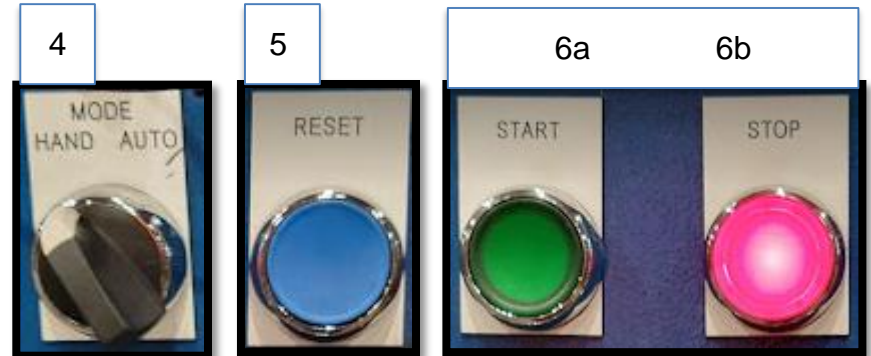 4
5
6a 6b
MODE
HAND AUTO
RESET
START
STOP